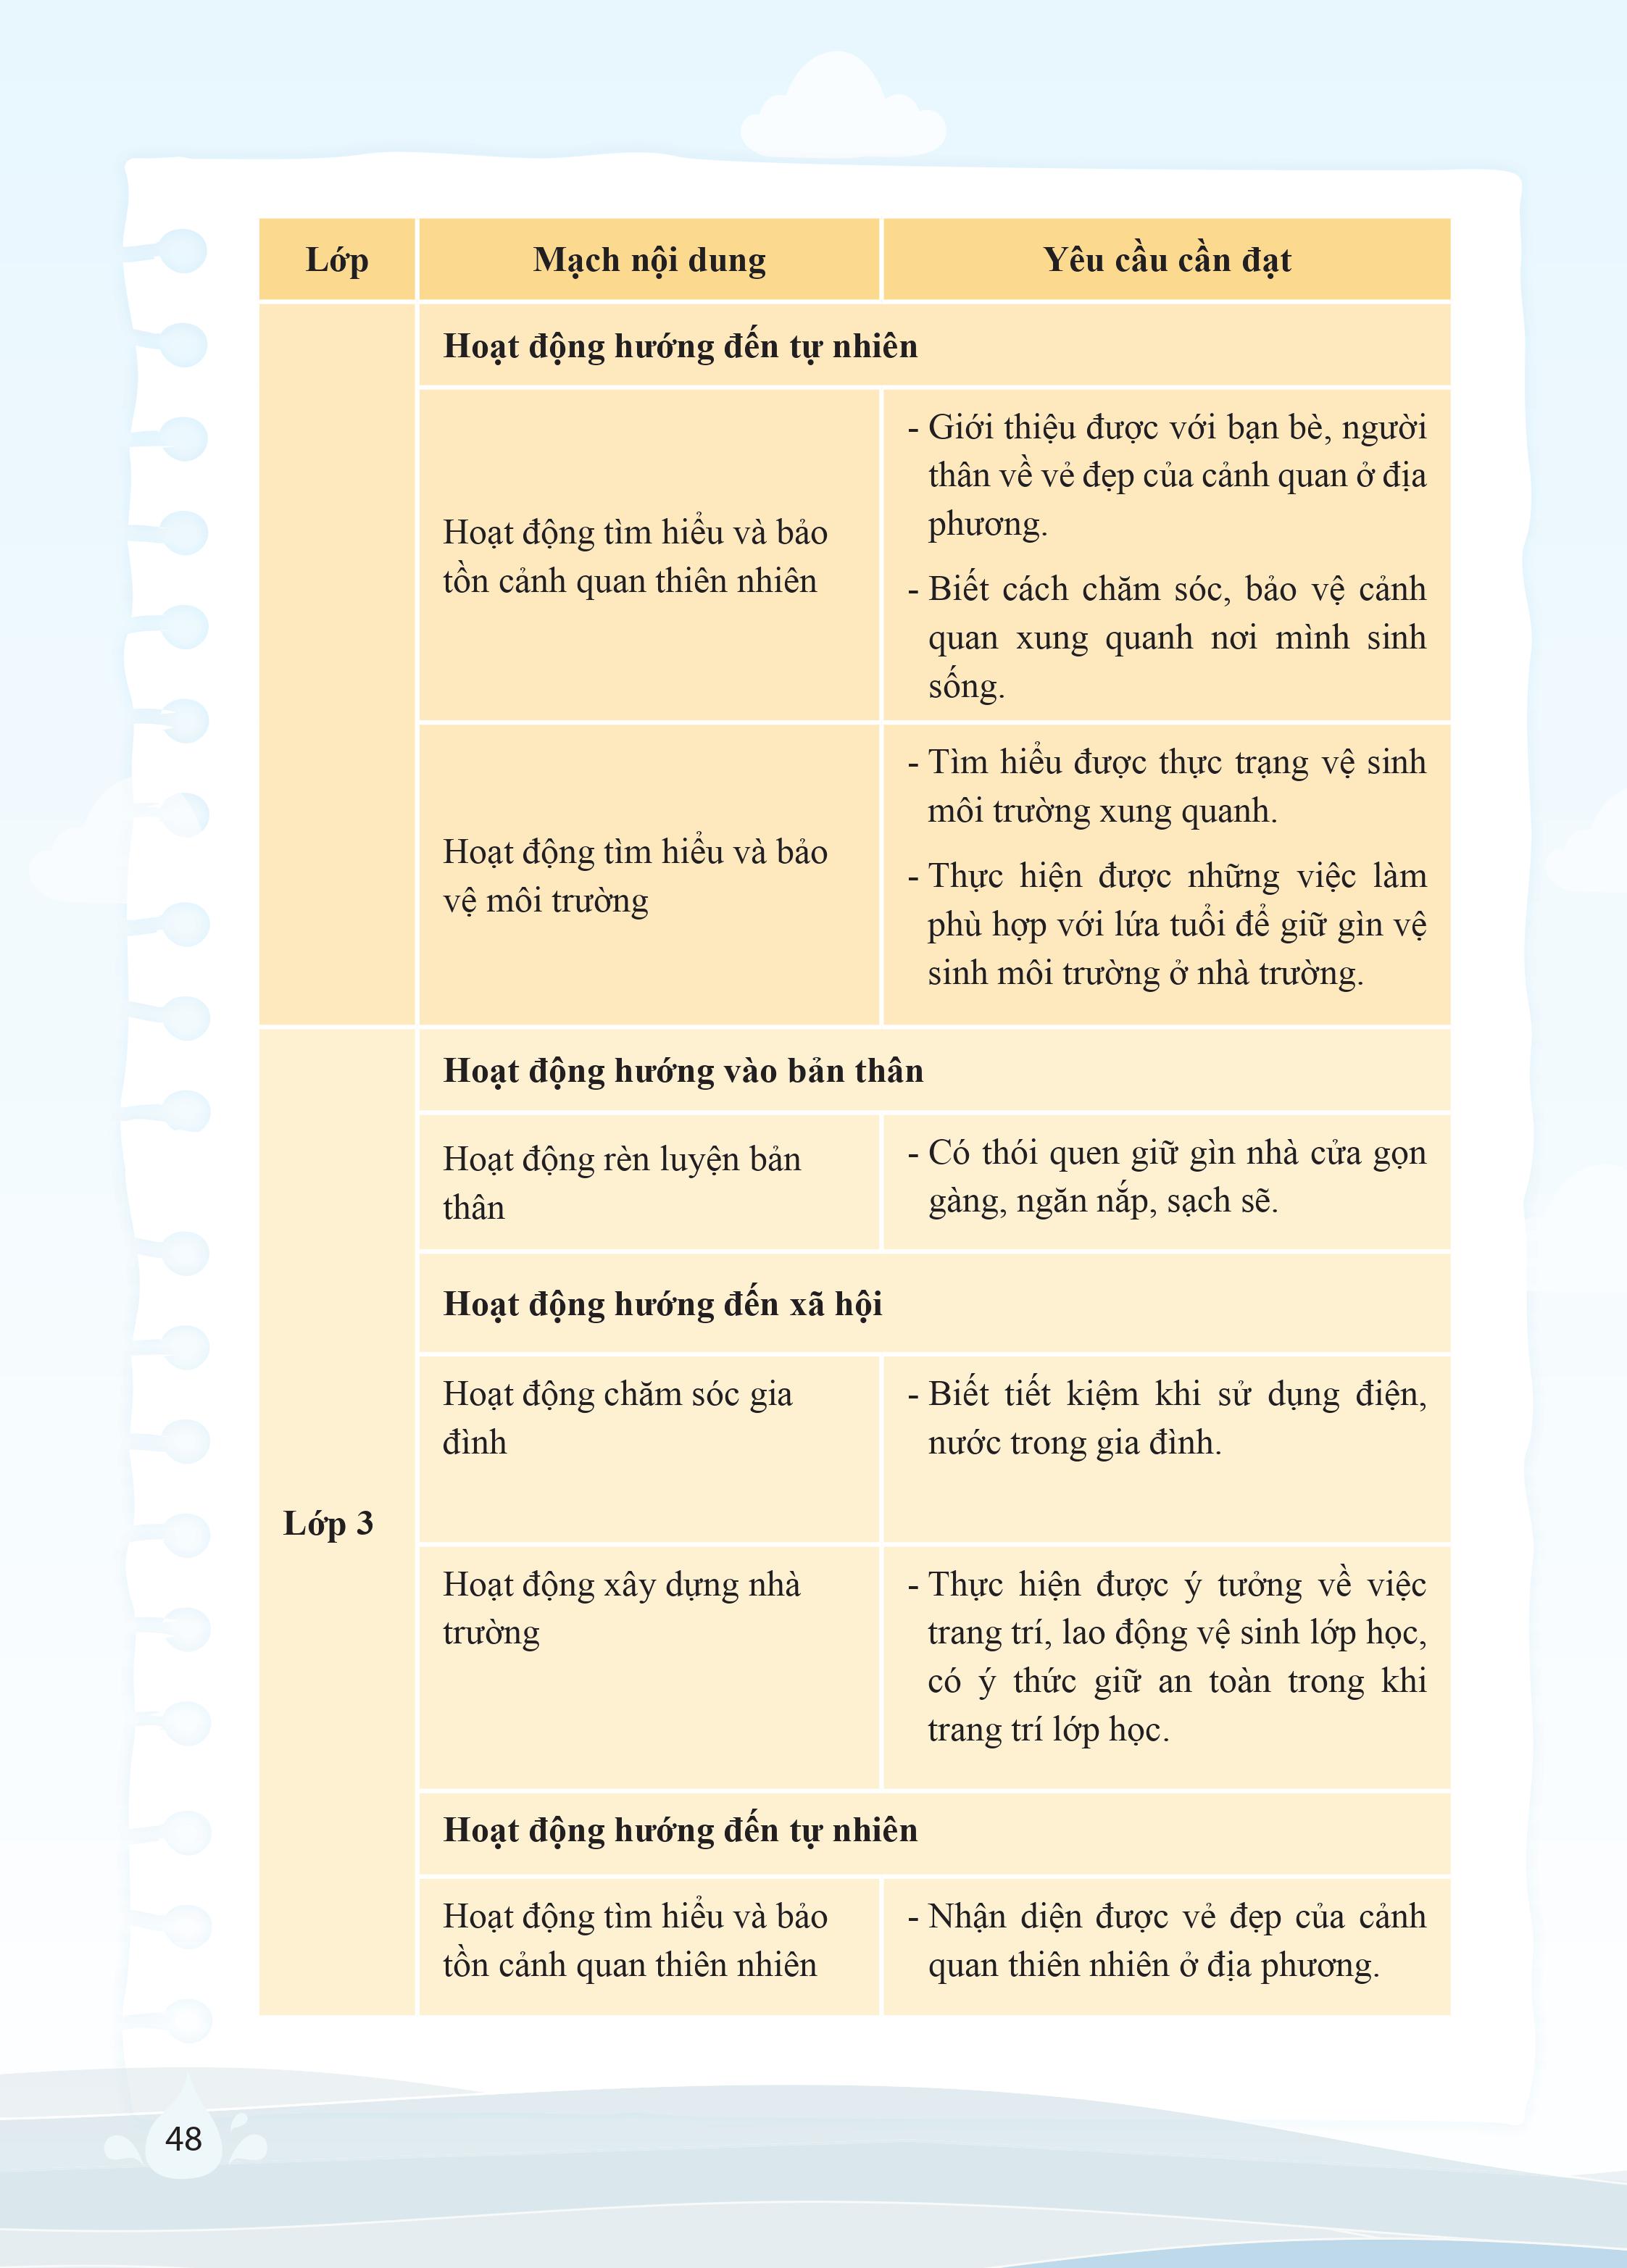 Lớp Mạch nội dung Yêu cầu cần đạt
Hoạt động hướng đến tự nhiên
Hoạt động tìm hiểu và bảo
tồn cảnh quan thiên nhiên
- Giới thiệu được với bạn bè, người
thân về vẻ đẹp của cảnh quan ở địa
phương.
- Biết cách chăm sóc, bảo vệ cảnh
quan xung quanh nơi mình sinh
sống.
Hoạt động tìm hiểu và bảo
vệ môi trường
- Tìm hiểu được thực trạng vệ sinh
môi trường xung quanh.
- Thực hiện được những việc làm
phù hợp với lứa tuổi để giữ gìn vệ
sinh môi trường ở nhà trường.
Lớp 3
Hoạt động hướng vào bản thân
Hoạt động rèn luyện bản
thân
- Có thói quen giữ gìn nhà cửa gọn
gàng, ngăn nắp, sạch sẽ.
Hoạt động hướng đến xã hội
Hoạt động chăm sóc gia
đình
- Biết tiết kiệm khi sử dụng điện,
nước trong gia đình.
Hoạt động xây dựng nhà
trường
- Thực hiện được ý tưởng về việc
trang trí, lao động vệ sinh lớp học,
có ý thức giữ an toàn trong khi
trang trí lớp học.
Hoạt động hướng đến tự nhiên
Hoạt động tìm hiểu và bảo
tồn cảnh quan thiên nhiên
- Nhận diện được vẻ đẹp của cảnh
quan thiên nhiên ở địa phương.
48